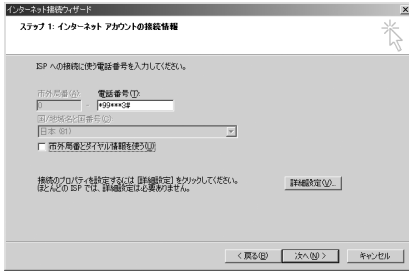 インターネット接続ウィザード
ステップ 1: インターネット アカウントの接続情報
ISP への接続に使う電話番号を入力してください。
市外局番(A): 電話番号(T):
0 - *99***3#
国/地域名と国番号(C)
日本 (81)
市外局番とダイヤル情報を使う(U)
接続のプロパティを設定するには [詳細設定] をクリックしてください。
ほとんどの ISP では、詳細設定は必要ありません。
詳細設定(V)...
< 戻る(B) 次へ(N) > キャンセル